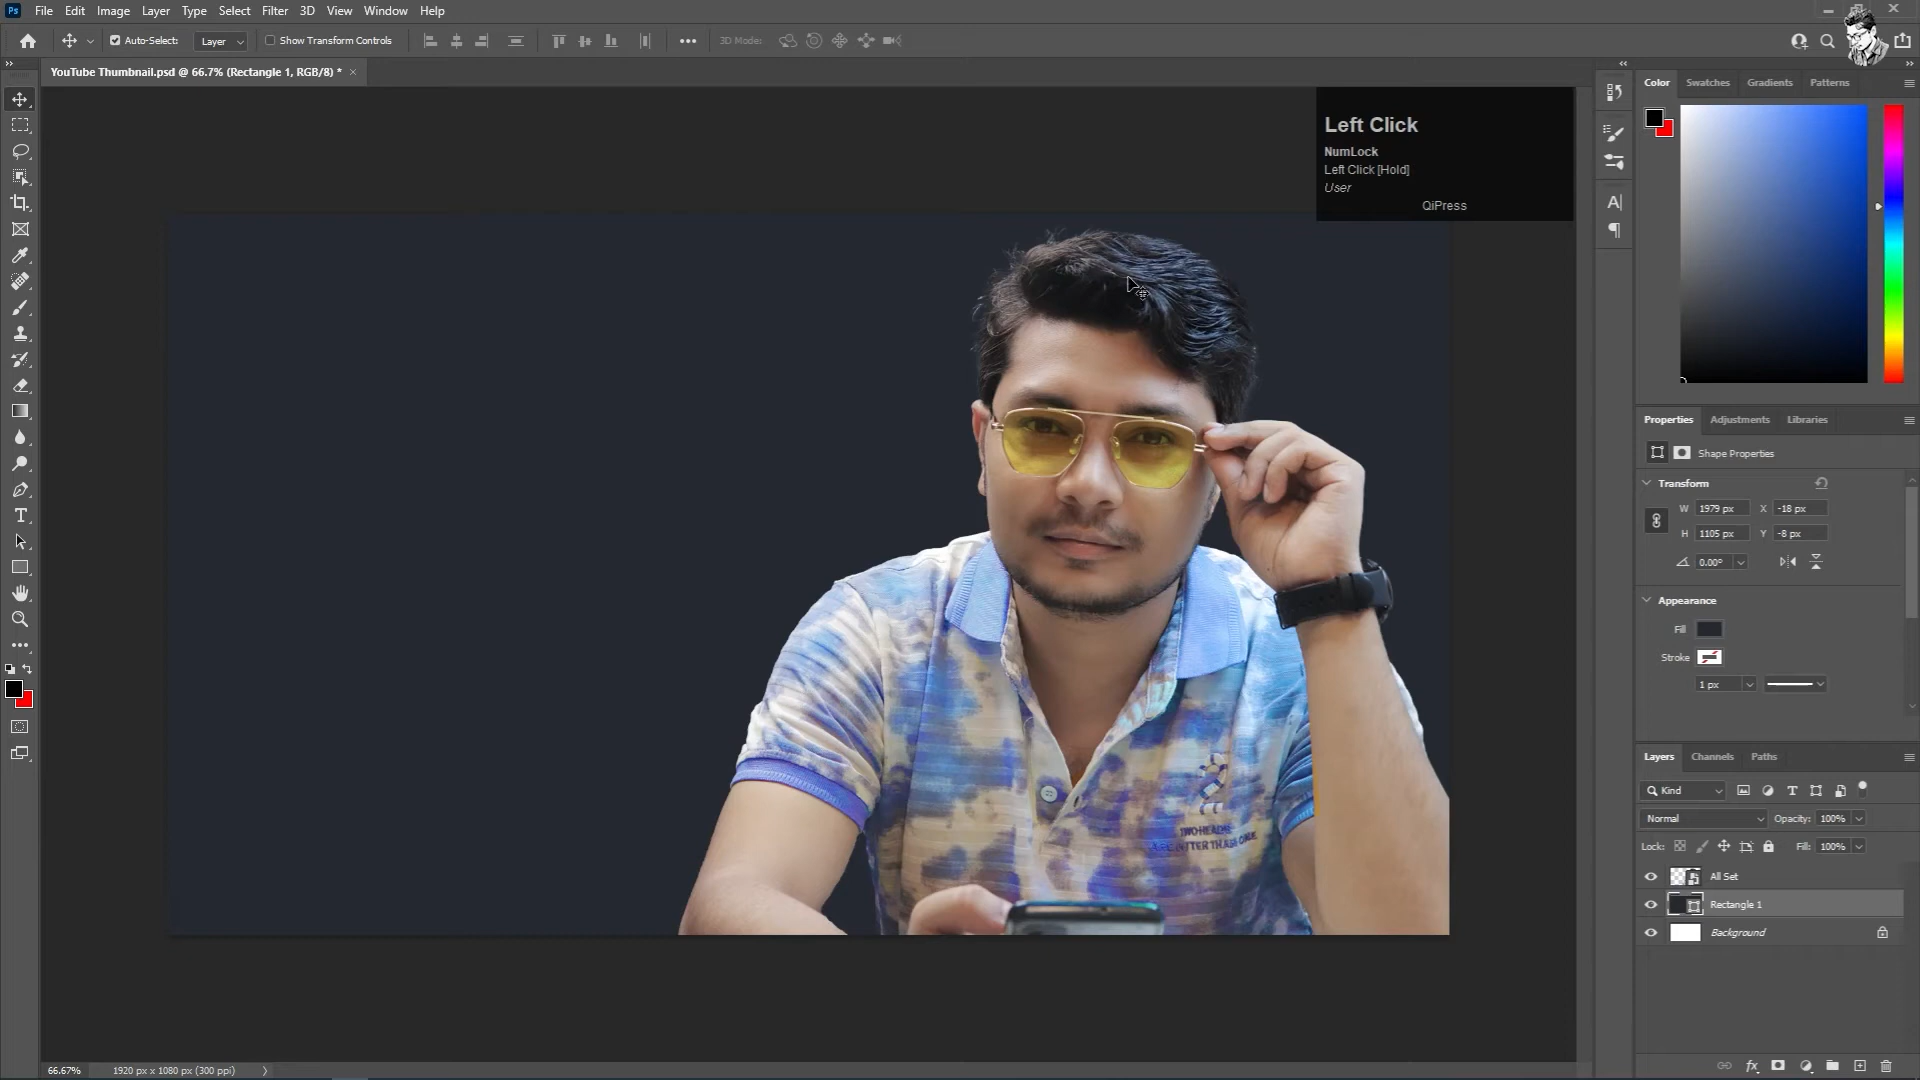 Ps File Edit Image Layer Type Select Filter 3D View Window Help
Auto-Select: Layer Show Transform Controls 3D Mode:
YouTube Thumbnail.psd @ 66.7% (Rectangle 1, RGB/8) *
Left Click
NumLock
Left Click [Hold]
User
QiPress
TWO HEADS
Color Swatches Gradients Patterns
Properties Adjustments Libraries
Shape Properties
Transform
W 1979 px X -18 px
H 1105 px Y -8 px
0.00°
Appearance
Fill
Stroke
1 px
Layers Channels Paths
Kind
Normal Opacity: 100%
Lock: Fill: 100%
All Set
Rectangle 1
Background
66.67% 1920 px x 1080 px (300 ppi)